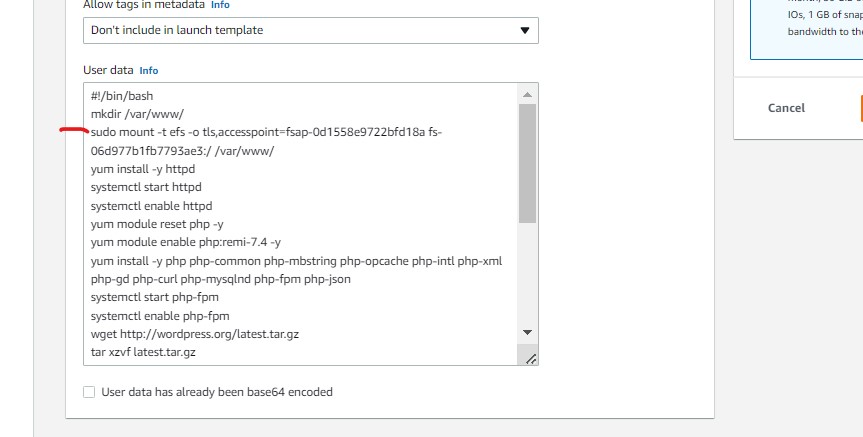 Allow tags in metadata Info
Don't include in launch template
IOs, 1 GB of snap
bandwidth to the
User data Info
#!/bin/bash
mkdir /var/www/
sudo mount -t efs -o tls,accesspoint=fsap-0d1558e9722bfd18a fs-
06d977b1fb7793ae3:/ /var/www/
yum install -y httpd
systemctl start httpd
systemctl enable httpd
yum module reset php -y
yum module enable php:remi-7.4 -y
yum install -y php php-common php-mbstring php-opcache php-intl php-xml
php-gd php-curl php-mysqlnd php-fpm php-json
systemctl start php-fpm
systemctl enable php-fpm
wget http://wordpress.org/latest.tar.gz
tar xzvf latest.tar.gz
User data has already been base64 encoded
Cancel